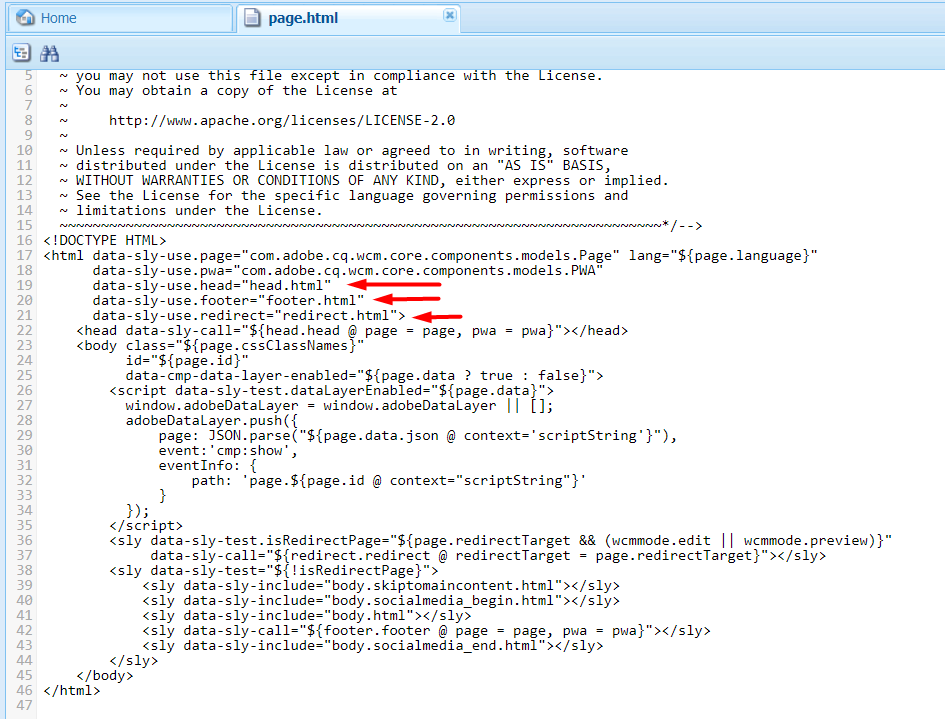 Home
page.html
5   ~ you may not use this file except in compliance with the License.
6   ~ You may obtain a copy of the License at
7   ~
8   ~     http://www.apache.org/licenses/LICENSE-2.0
9   ~
10   ~ Unless required by applicable law or agreed to in writing, software
11   ~ distributed under the License is distributed on an "AS IS" BASIS,
12   ~ WITHOUT WARRANTIES OR CONDITIONS OF ANY KIND, either express or implied.
13   ~ See the License for the specific language governing permissions and
14   ~ limitations under the License.
15   ~~~~~~~~~~~~~~~~~~~~~~~~~~~~~~~~~~~~~~~~~~~~~~~~~~~~~~~~~~~~~~~~~~~~~~~~~*/-->
16 <!DOCTYPE HTML>
17 <html data-sly-use.page="com.adobe.cq.wcm.core.components.models.Page" lang="${page.language}"
18       data-sly-use.pwa="com.adobe.cq.wcm.core.components.models.PWA"
19       data-sly-use.head="head.html"
20       data-sly-use.footer="footer.html"
21       data-sly-use.redirect="redirect.html">
22     <head data-sly-call="${head.head @ page = page, pwa = pwa}"></head>
23     <body class="${page.cssClassNames}"
24           id="${page.id}"
25           data-cmp-data-layer-enabled="${page.data ? true : false}">
26         <script data-sly-test.dataLayerEnabled="${page.data}">
27           window.adobeDataLayer = window.adobeDataLayer || [];
28           adobeDataLayer.push({
29               page: JSON.parse("${page.data.json @ context='scriptString'}"),
30               event:'cmp:show',
31               eventInfo: {
32                   path: 'page.${page.id @ context="scriptString"}'
33               }
34           });
35         </script>
36         <sly data-sly-test.isRedirectPage="${page.redirectTarget && (wcmmode.edit || wcmmode.preview)}"
37              data-sly-call="${redirect.redirect @ redirectTarget = page.redirectTarget}"></sly>
38         <sly data-sly-test="${!isRedirectPage}">
39             <sly data-sly-include="body.skiptomaincontent.html"></sly>
40             <sly data-sly-include="body.socialmedia_begin.html"></sly>
41             <sly data-sly-include="body.html"></sly>
42             <sly data-sly-call="${footer.footer @ page = page, pwa = pwa}"></sly>
43             <sly data-sly-include="body.socialmedia_end.html"></sly>
44         </sly>
45     </body>
46 </html>
47